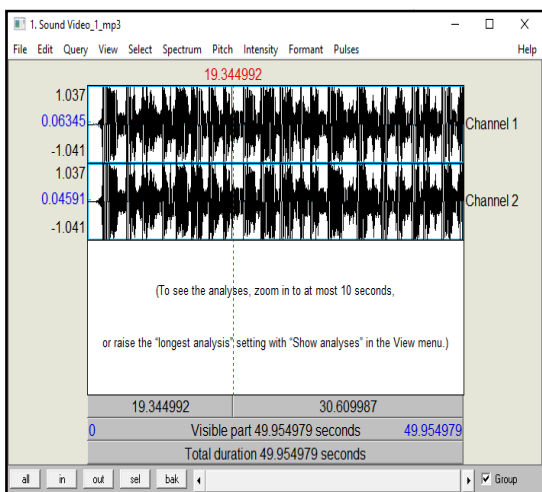 1. Sound Video_1_mp3
File Edit Query View Select Spectrum Pitch Intensity Formant Pulses Help
19.344992
1.037
0.06345
-1.041
Channel 1
1.037
0.04591
-1.041
Channel 2
(To see the analyses, zoom in to at most 10 seconds,
or raise the "longest analysis" setting with "Show analyses" in the View menu.)
19.344992 30.609987
0 Visible part 49.954979 seconds 49.954979
Total duration 49.954979 seconds
all in out sel bak Group